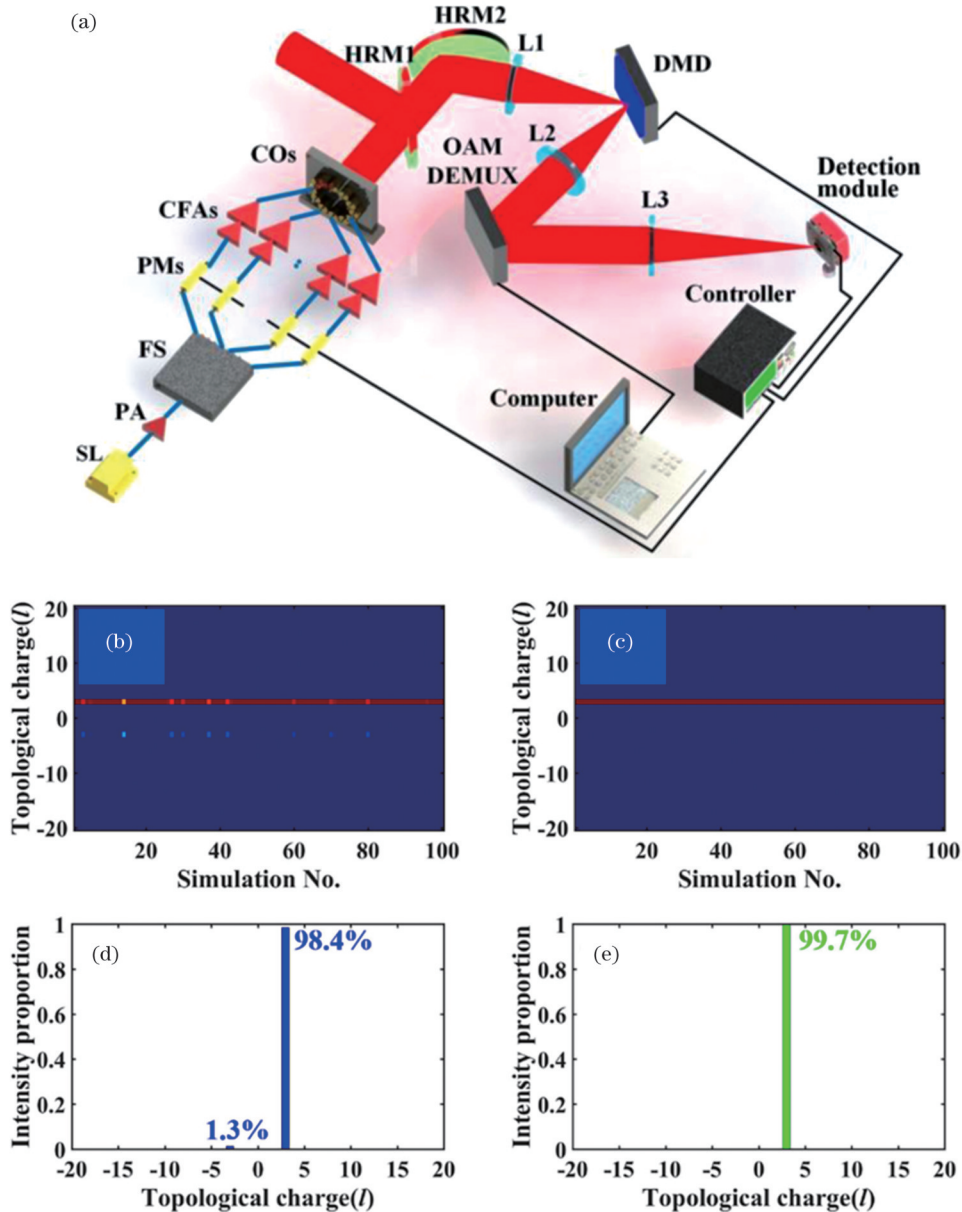 (a)
HRM2
HRM1
L1
DMD
COs
OAM
DEMUX
L2
Detection
module
CFAs
L3
PMs
Controller
FS
Computer
PA
SL
(b)
Topological charge(l)
20
10
0
-10
-20
20 40 60 80 100
Simulation No.
(c)
Topological charge(l)
20
10
0
-10
-20
20 40 60 80 100
Simulation No.
(d)
Intensity proportion
1
0.8
0.6
0.4
0.2
0
98.4%
1.3%
-20 -15 -10 -5 0 5 10 15 20
Topological charge(l)
(e)
Intensity proportion
1
0.8
0.6
0.4
0.2
0
99.7%
-20 -15 -10 -5 0 5 10 15 20
Topological charge(l)